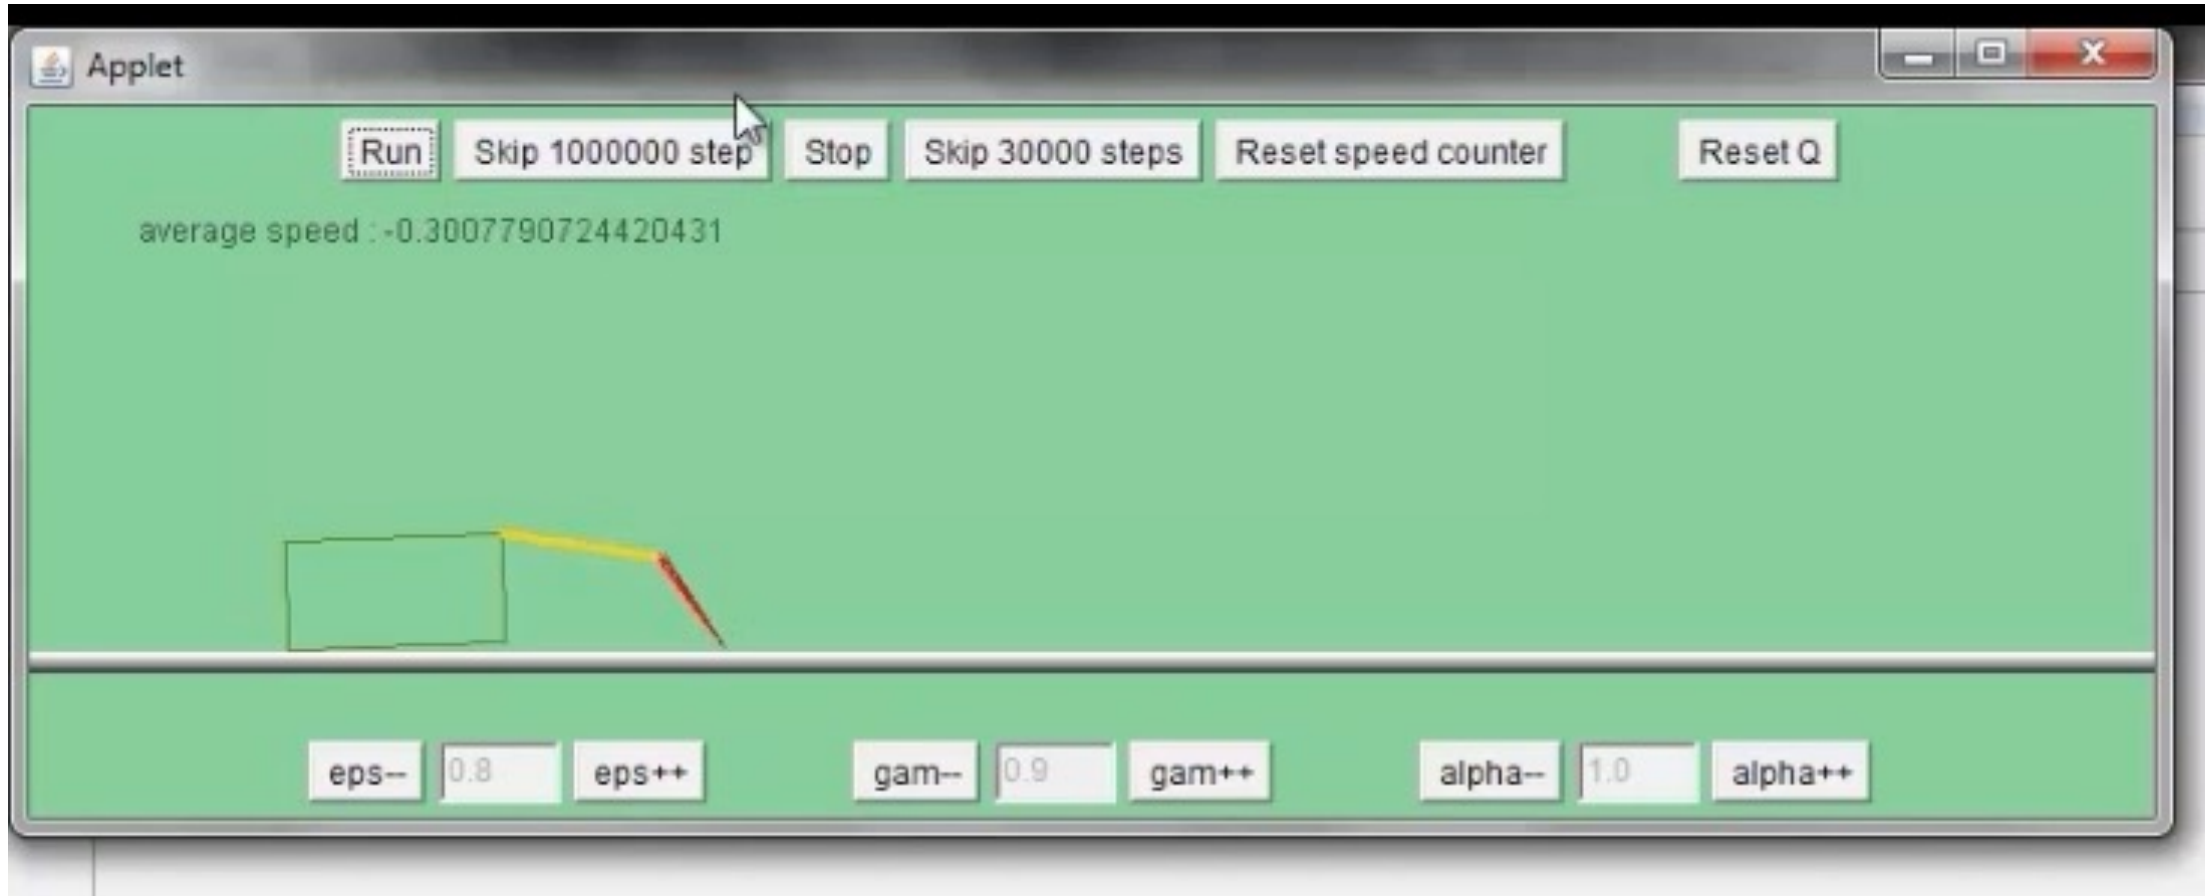 Applet
Run Skip 1000000 step Stop Skip 30000 steps Reset speed counter Reset Q
average speed : -0.3007790724420431
eps-- 0.8 eps++ gam-- 0.9 gam++ alpha-- 1.0 alpha++